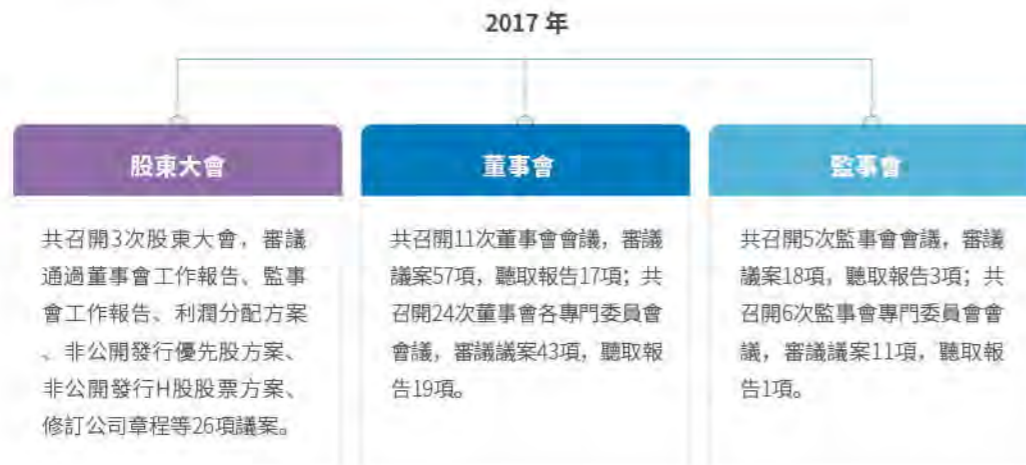 2017 年
股東大會
共召開3次股東大會，審議
通過董事會工作報告、監事
會工作報告、利潤分配方案
、非公開發行優先股方案、
非公開發行H股股票方案、
修訂公司章程等26項議案。
董事會
共召開11次董事會會議，審議
議案57項，聽取報告17項；共
召開24次董事會各專門委員會
會議，審議議案43項，聽取報
告19項。
監事會
共召開5次監事會會議，審議
議案18項，聽取報告3項；共
召開6次監事會專門委員會會
議，審議議案11項，聽取報
告1項。